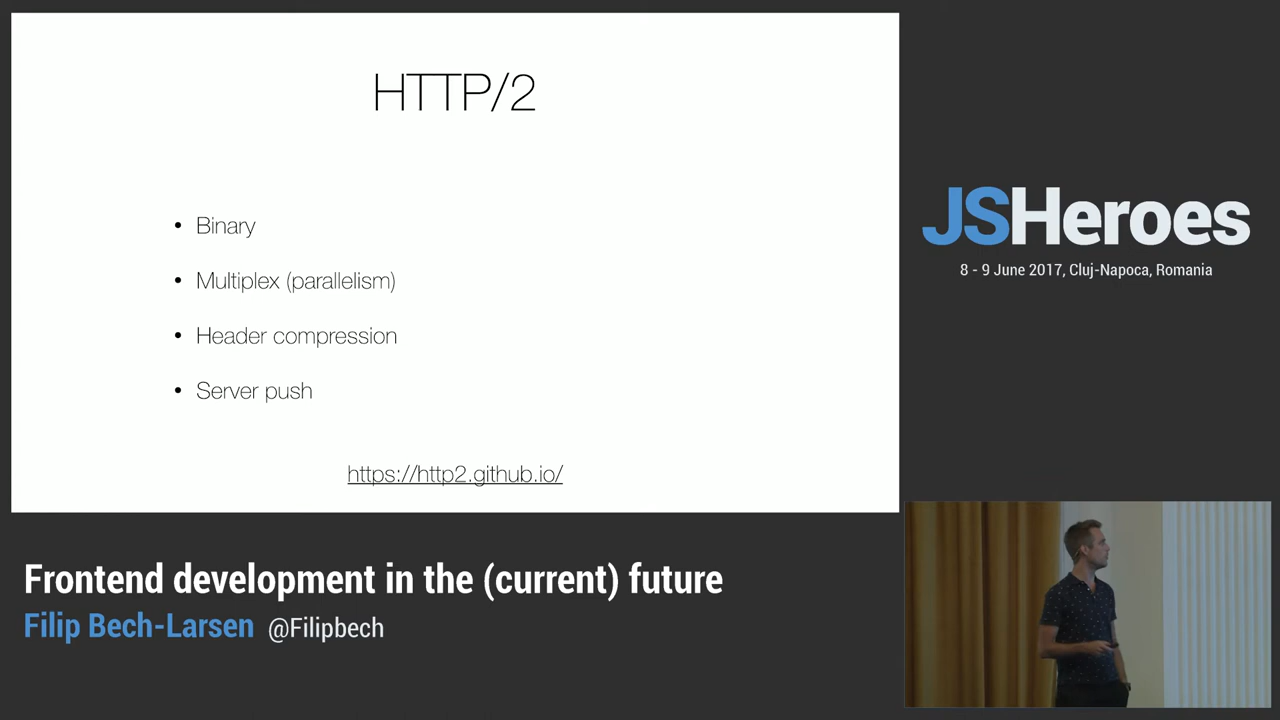 HTTP/2
• Binary
• Multiplex (parallelism)
• Header compression
• Server push
https://http2.github.io/
JSHeroes
8 - 9 June 2017, Cluj-Napoca, Romania
Frontend development in the (current) future
Filip Bech-Larsen @Filipbech